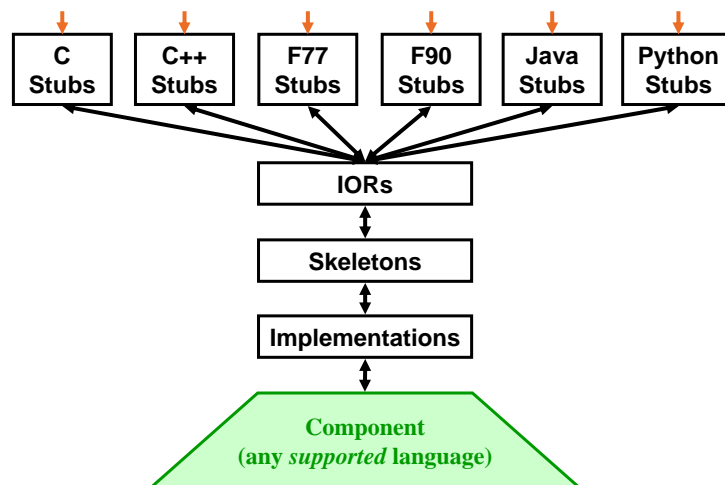 C
Stubs
C++
Stubs
F77
Stubs
F90
Stubs
Java
Stubs
Python
Stubs
IORs
Skeletons
Implementations
Component
(any supported language)